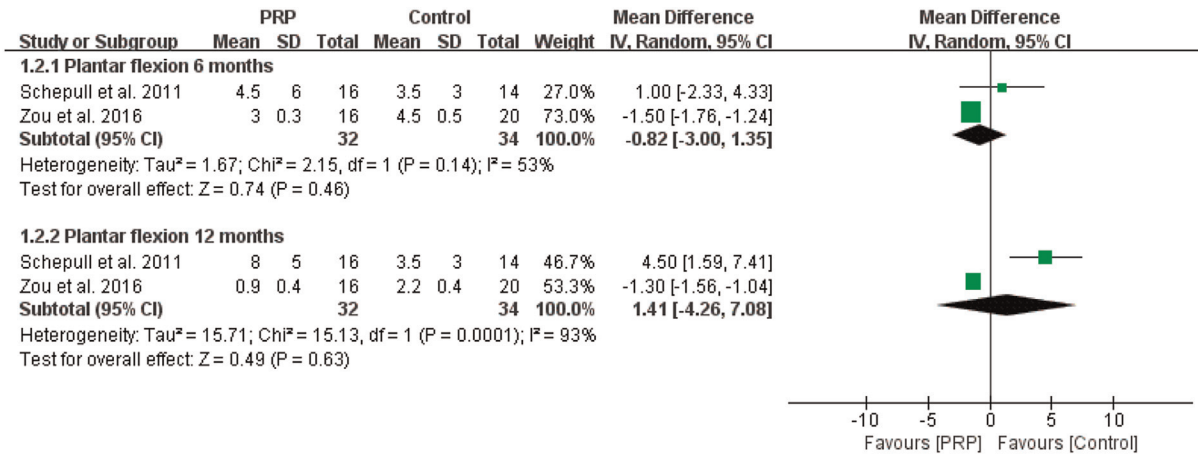 PRP Control Mean Difference Mean Difference
Study or Subgroup Mean SD Total Mean SD Total Weight IV, Random, 95% CI IV, Random, 95% CI
1.2.1 Plantar flexion 6 months
Schepull et al. 2011 4.5 6 16 3.5 3 14 27.0% 1.00 [-2.33, 4.33]
Zou et al. 2016 3 0.3 16 4.5 0.5 20 73.0% -1.50 [-1.76, -1.24]
Subtotal (95% CI) 32 34 100.0% -0.82 [-3.00, 1.35]
Heterogeneity: Tau² = 1.67; Chi² = 2.15, df = 1 (P = 0.14); I² = 53%
Test for overall effect: Z = 0.74 (P = 0.46)
1.2.2 Plantar flexion 12 months
Schepull et al. 2011 8 5 16 3.5 3 14 46.7% 4.50 [1.59, 7.41]
Zou et al. 2016 0.9 0.4 16 2.2 0.4 20 53.3% -1.30 [-1.56, -1.04]
Subtotal (95% CI) 32 34 100.0% 1.41 [-4.26, 7.08]
Heterogeneity: Tau² = 15.71; Chi² = 15.13, df = 1 (P = 0.0001); I² = 93%
Test for overall effect: Z = 0.49 (P = 0.63)
-10 -5 0 5 10
Favours [PRP] Favours [Control]